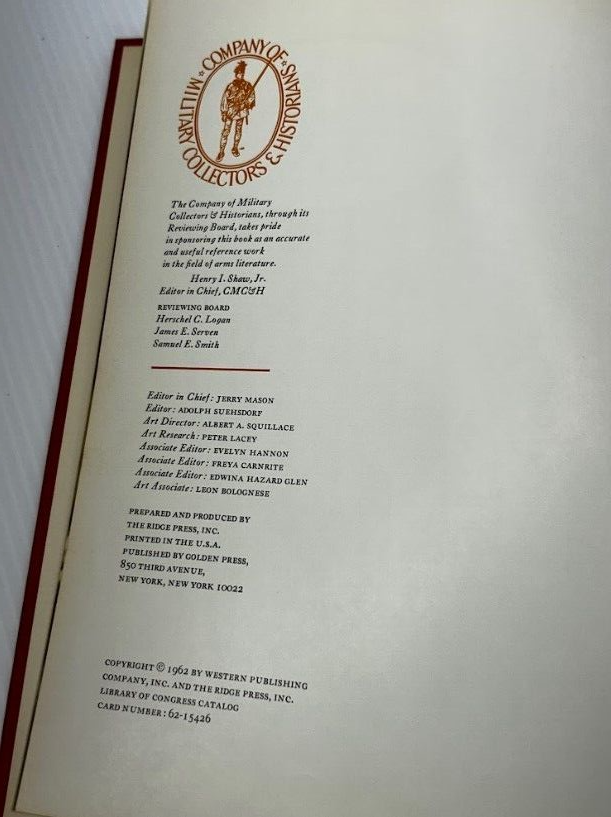 COMPANY OF MILITARY COLLECTORS & HISTORIANS
The Company of Military
Collectors & Historians, through its
Reviewing Board, takes pride
in sponsoring this book as an accurate
and useful reference work
in the field of arms literature.
Henry I. Shaw, Jr.
Editor in Chief, CMC&H
REVIEWING BOARD
Herschel C. Logan
James E. Serven
Samuel E. Smith
Editor in Chief: JERRY MASON
Editor: ADOLPH SUEHSDORF
Art Director: ALBERT A. SQUILLACE
Art Research: PETER LACEY
Associate Editor: EVELYN HANNON
Associate Editor: FREYA CARNRITE
Associate Editor: EDWINA HAZARD GLEN
Art Associate: LEON BOLOGNESE
PREPARED AND PRODUCED BY
THE RIDGE PRESS, INC.
PRINTED IN THE U.S.A.
PUBLISHED BY GOLDEN PRESS,
850 THIRD AVENUE,
NEW YORK, NEW YORK 10022
COPYRIGHT © 1962 BY WESTERN PUBLISHING
COMPANY, INC. AND THE RIDGE PRESS, INC.
LIBRARY OF CONGRESS CATALOG
CARD NUMBER: 62-15426